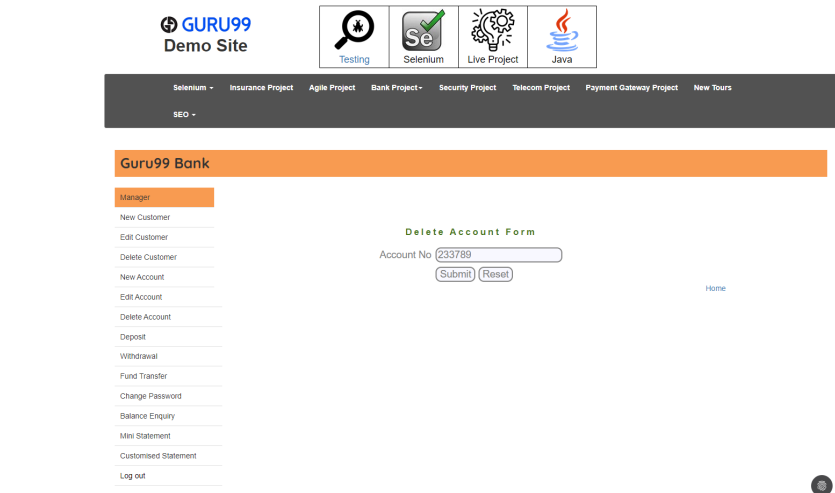 GURU99
Demo Site
Testing
Se
Selenium
Live Project
Java
Selenium
Insurance Project
Agile Project
Bank Project
Security Project
Telecom Project
Payment Gateway Project
New Tours
SEO
Guru99 Bank
Manager
New Customer
Edit Customer
Delete Customer
New Account
Edit Account
Delete Account
Deposit
Withdrawal
Fund Transfer
Change Password
Balance Enquiry
Mini Statement
Customised Statement
Log out
Delete Account Form
Account No 233789
Submit Reset
Home